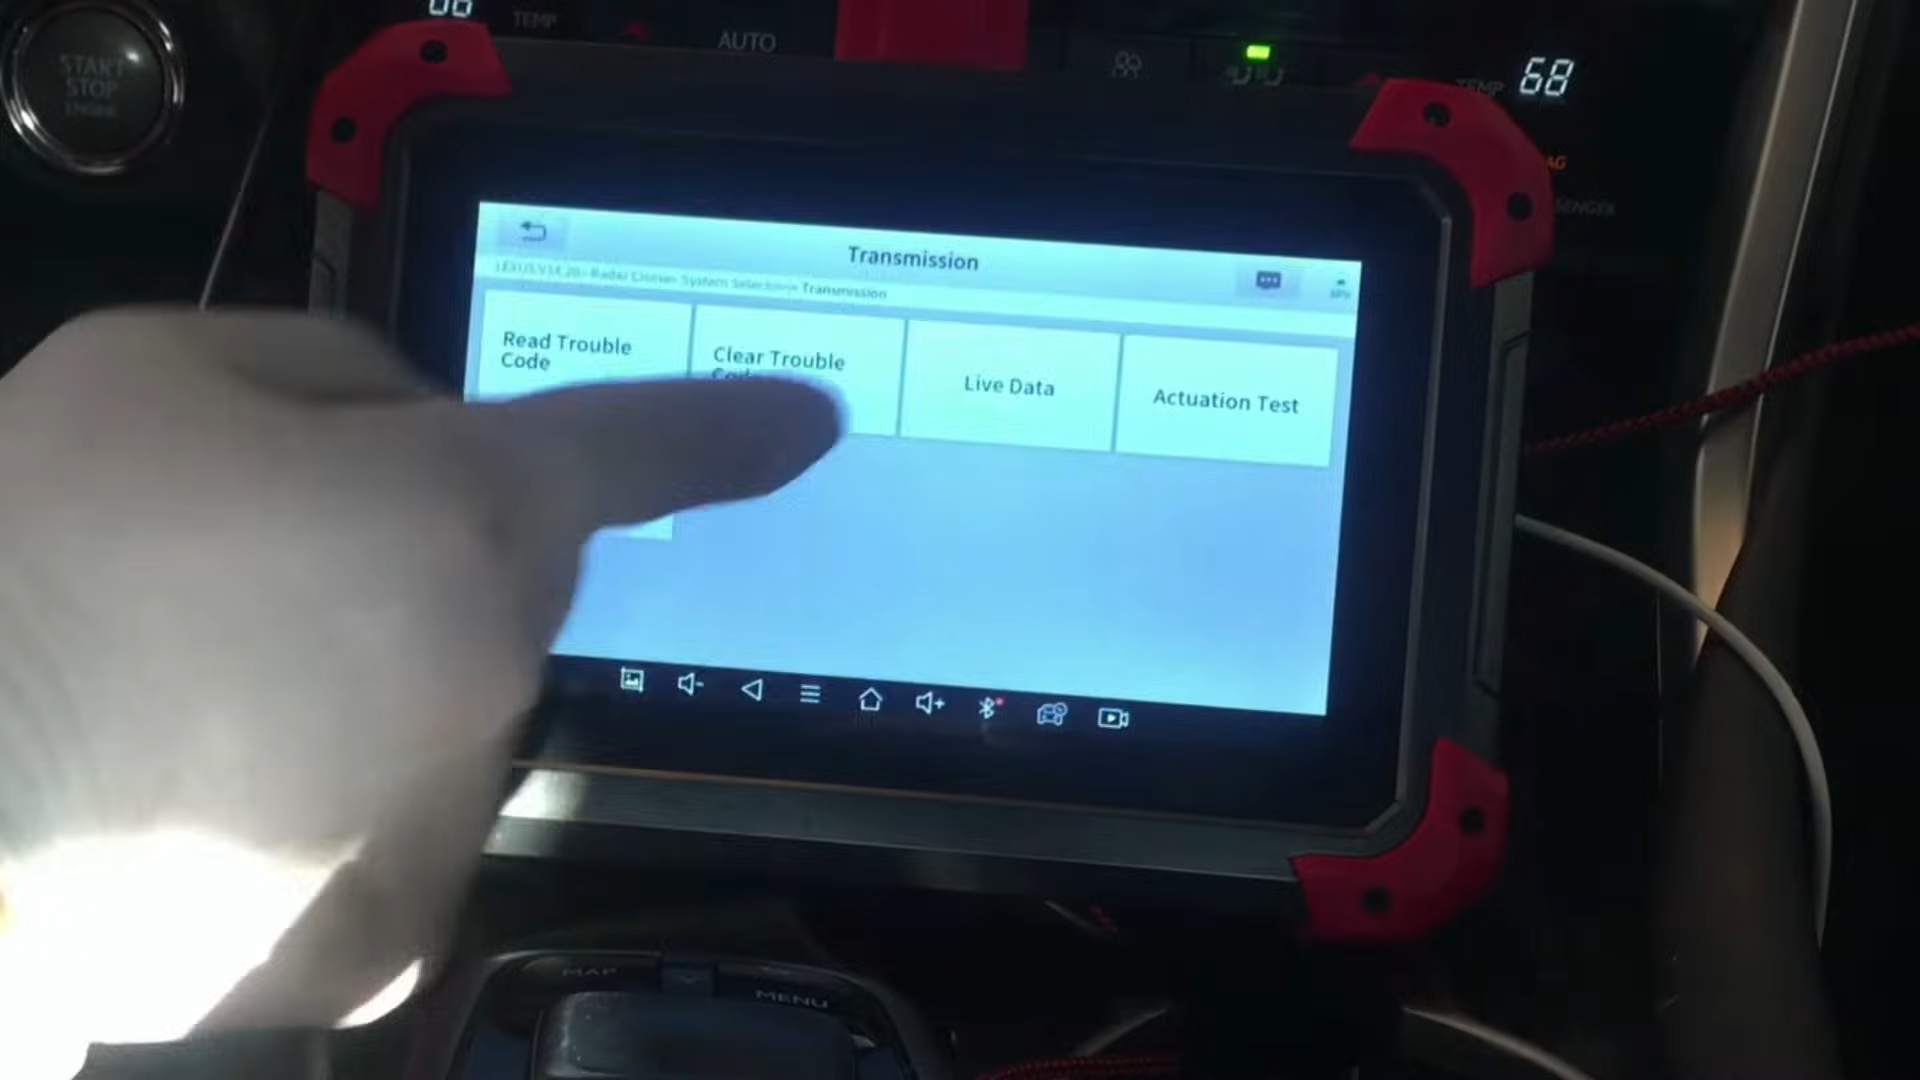 TEMP
AUTO
START
STOP
ENGINE
TEMP 68
Transmission
LEXUS V14.20> Radar Cruise> System Selection> Transmission
Read Trouble
Code
Clear Trouble
Code
Live Data
Actuation Test
MAP
MENU